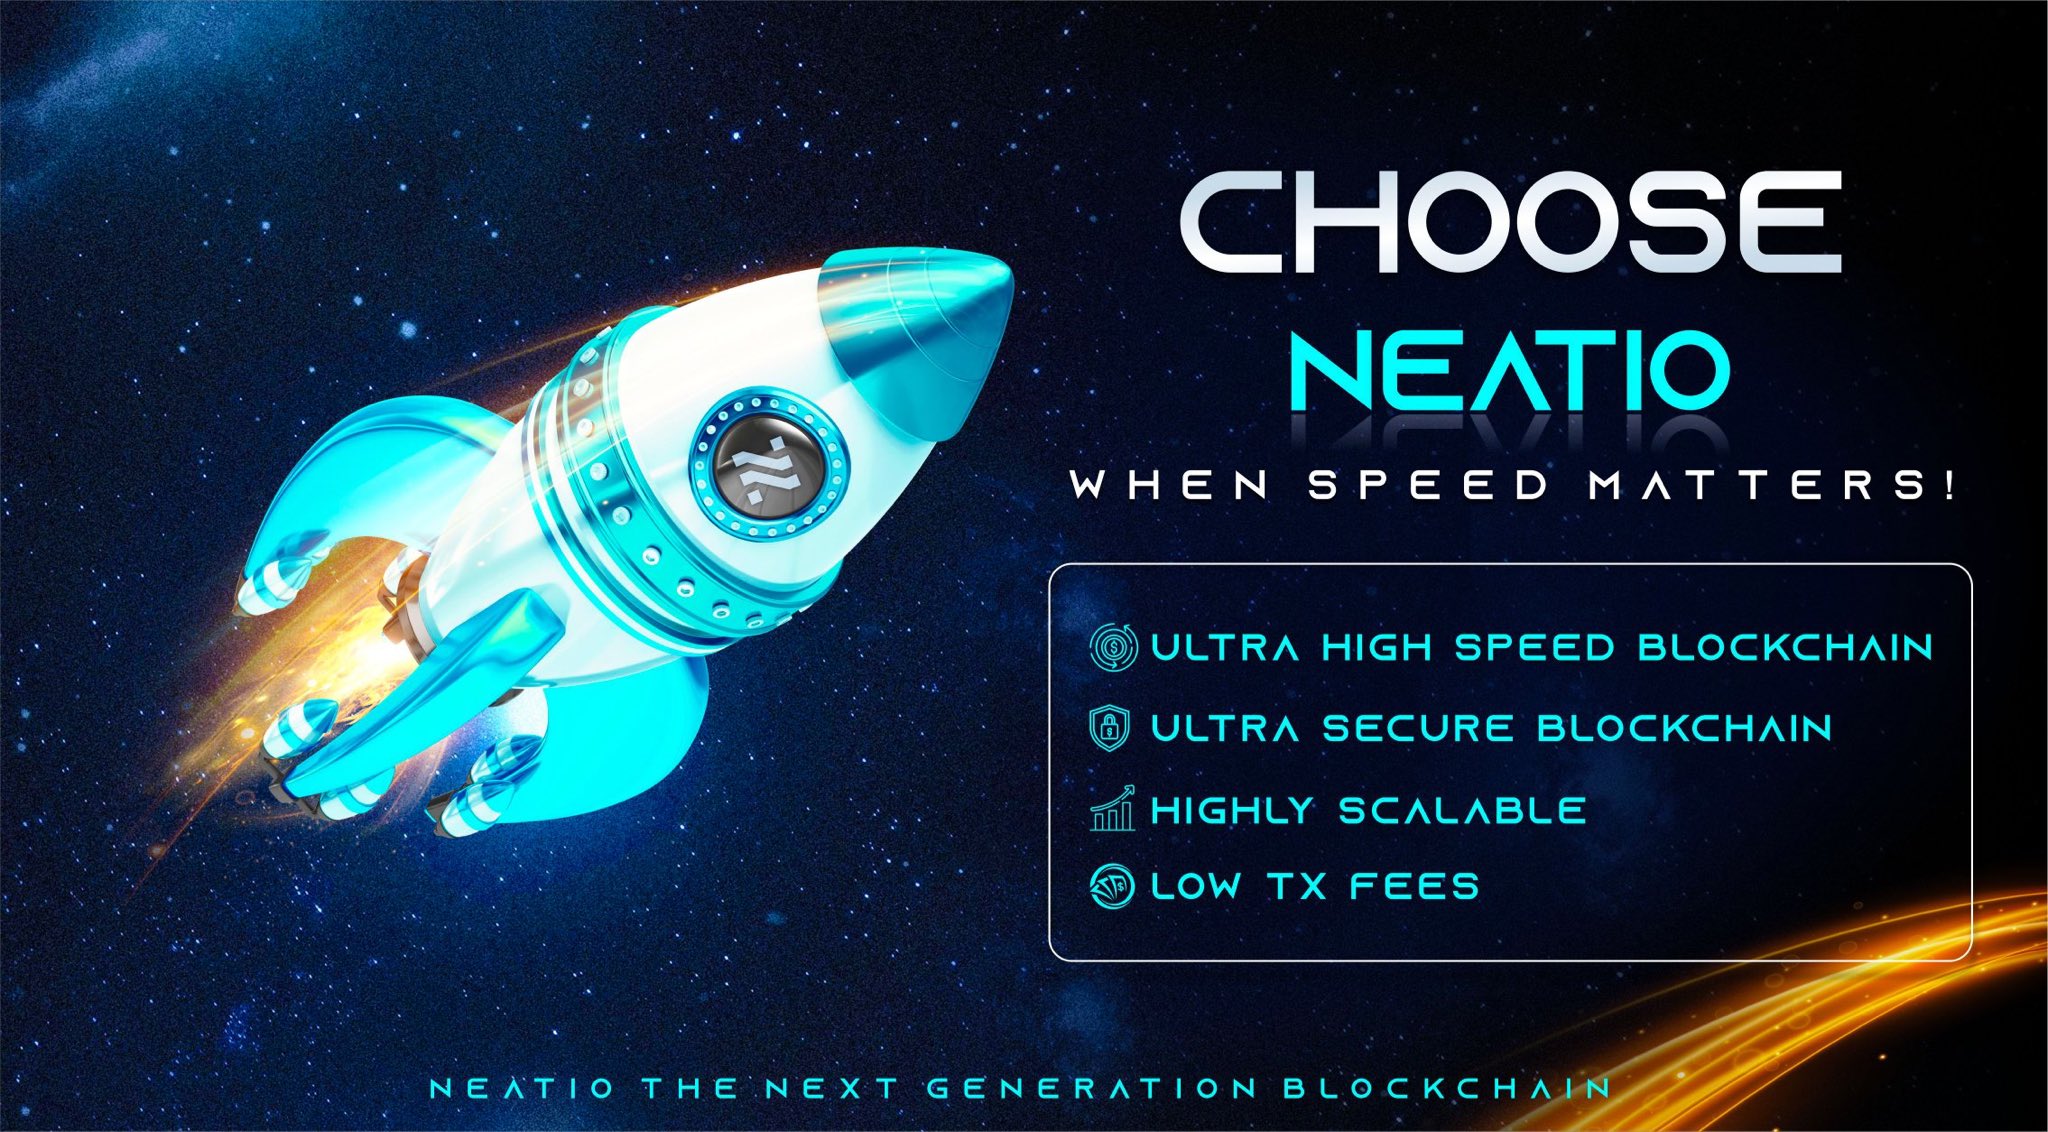 CHOOSE
NEATIO
WHEN SPEED MATTERS!
ULTRA HIGH SPEED BLOCKCHAIN
ULTRA SECURE BLOCKCHAIN
HIGHLY SCALABLE
LOW TX FEES
NEATIO THE NEXT GENERATION BLOCKCHAIN